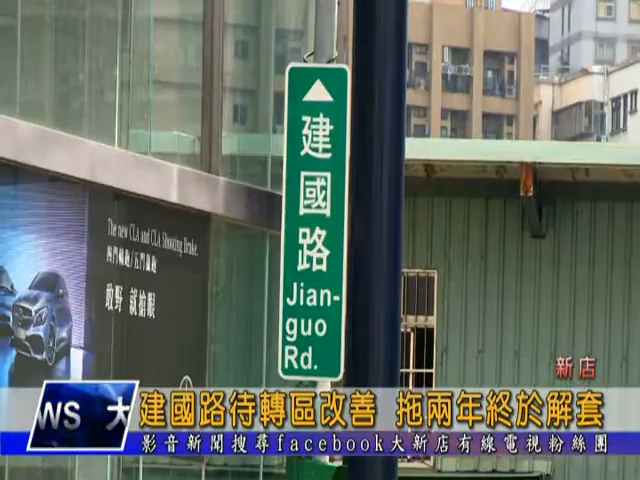 建國路
Jian-
guo
Rd.
The new CLA and CLA Shooting Brake.
敢野 就搶眼
新店
WS 大
建國路待轉區改善 拖兩年終於解套
影音新聞搜尋facebook大新店有線電視粉絲團